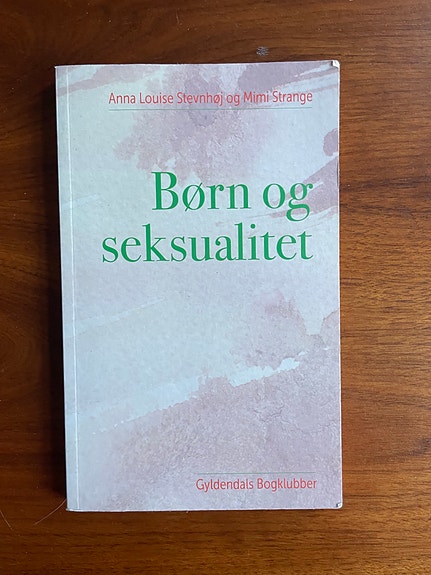 Anna Louise Stevnhøj og Mimi Strange
Børn og
seksualitet
Gyldendals Bogklubber